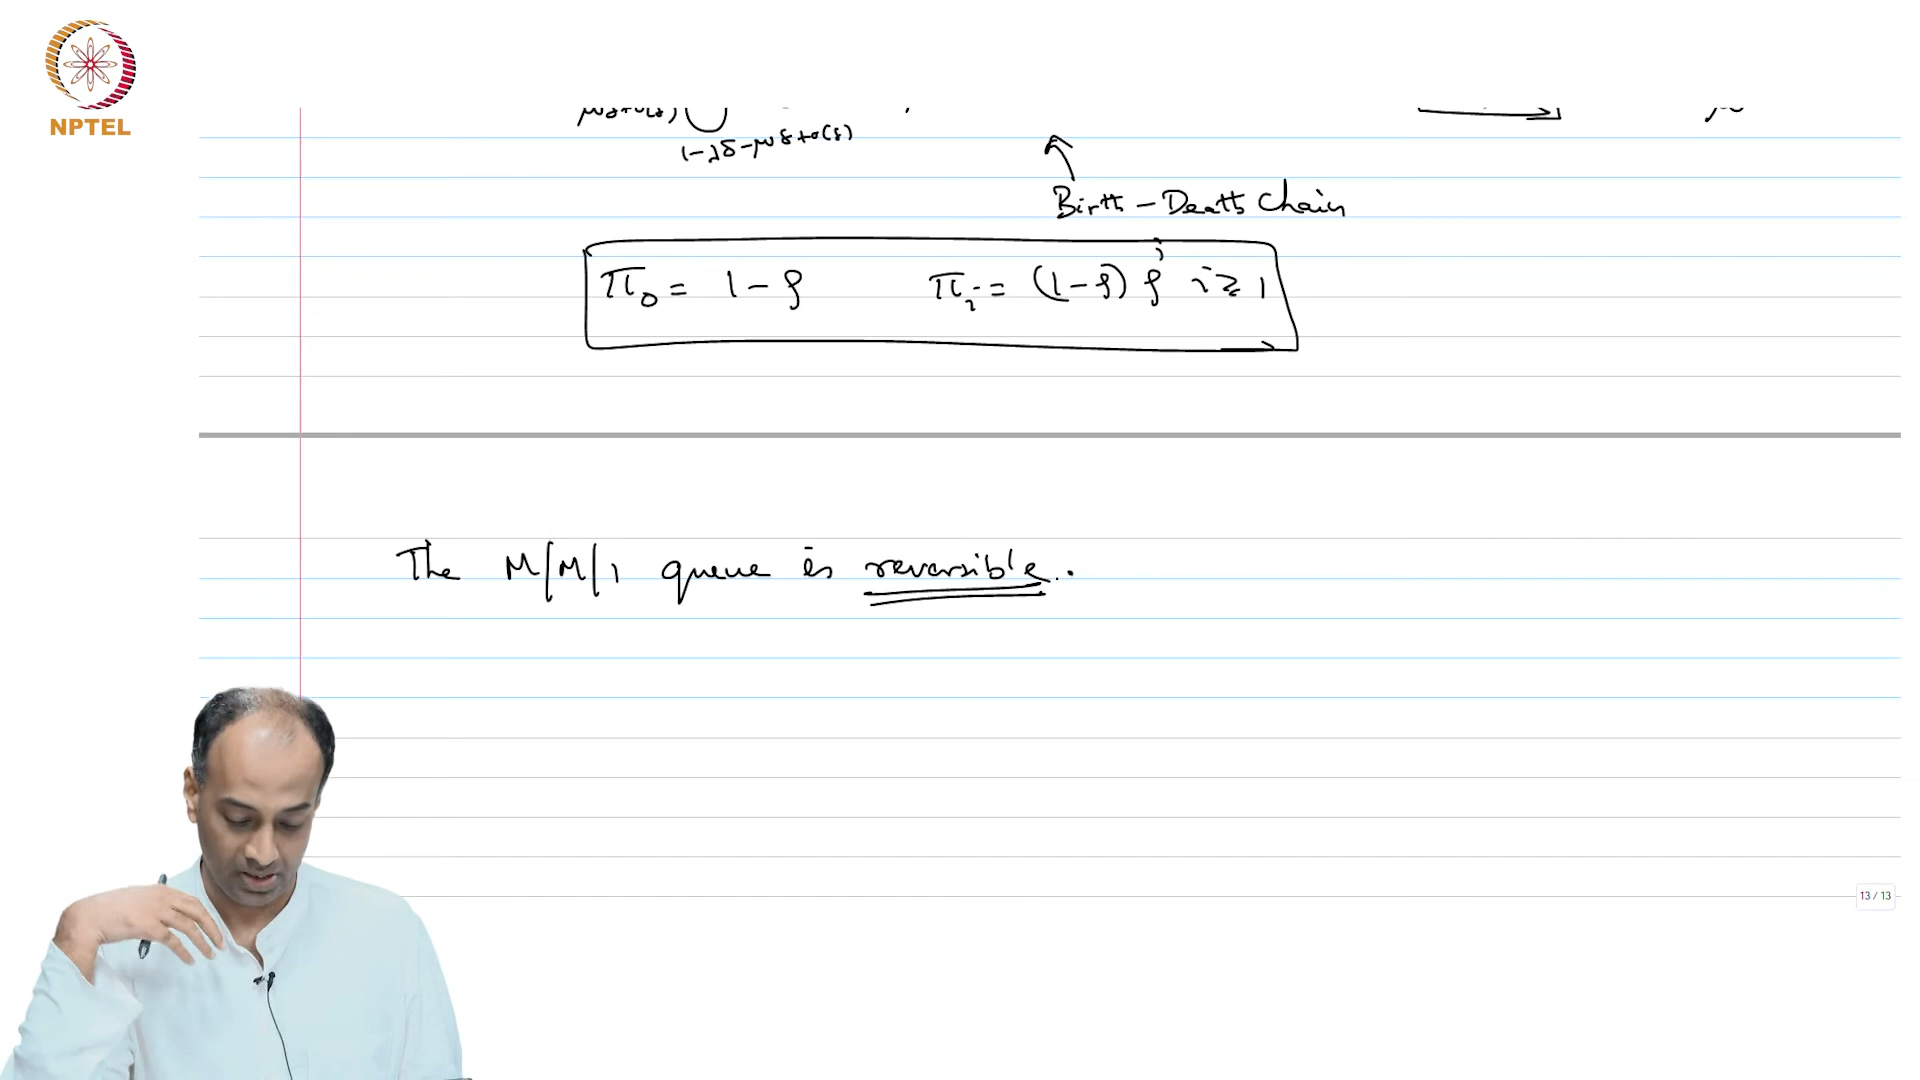 NPTEL
μδ+o(δ)
1-λδ-μδ+o(δ)
μ
Birth-Death Chain
π₀ = 1-ρ πᵢ = (1-ρ) ρⁱ i≥1
The M/M/1 queue is reversible.
13 / 13